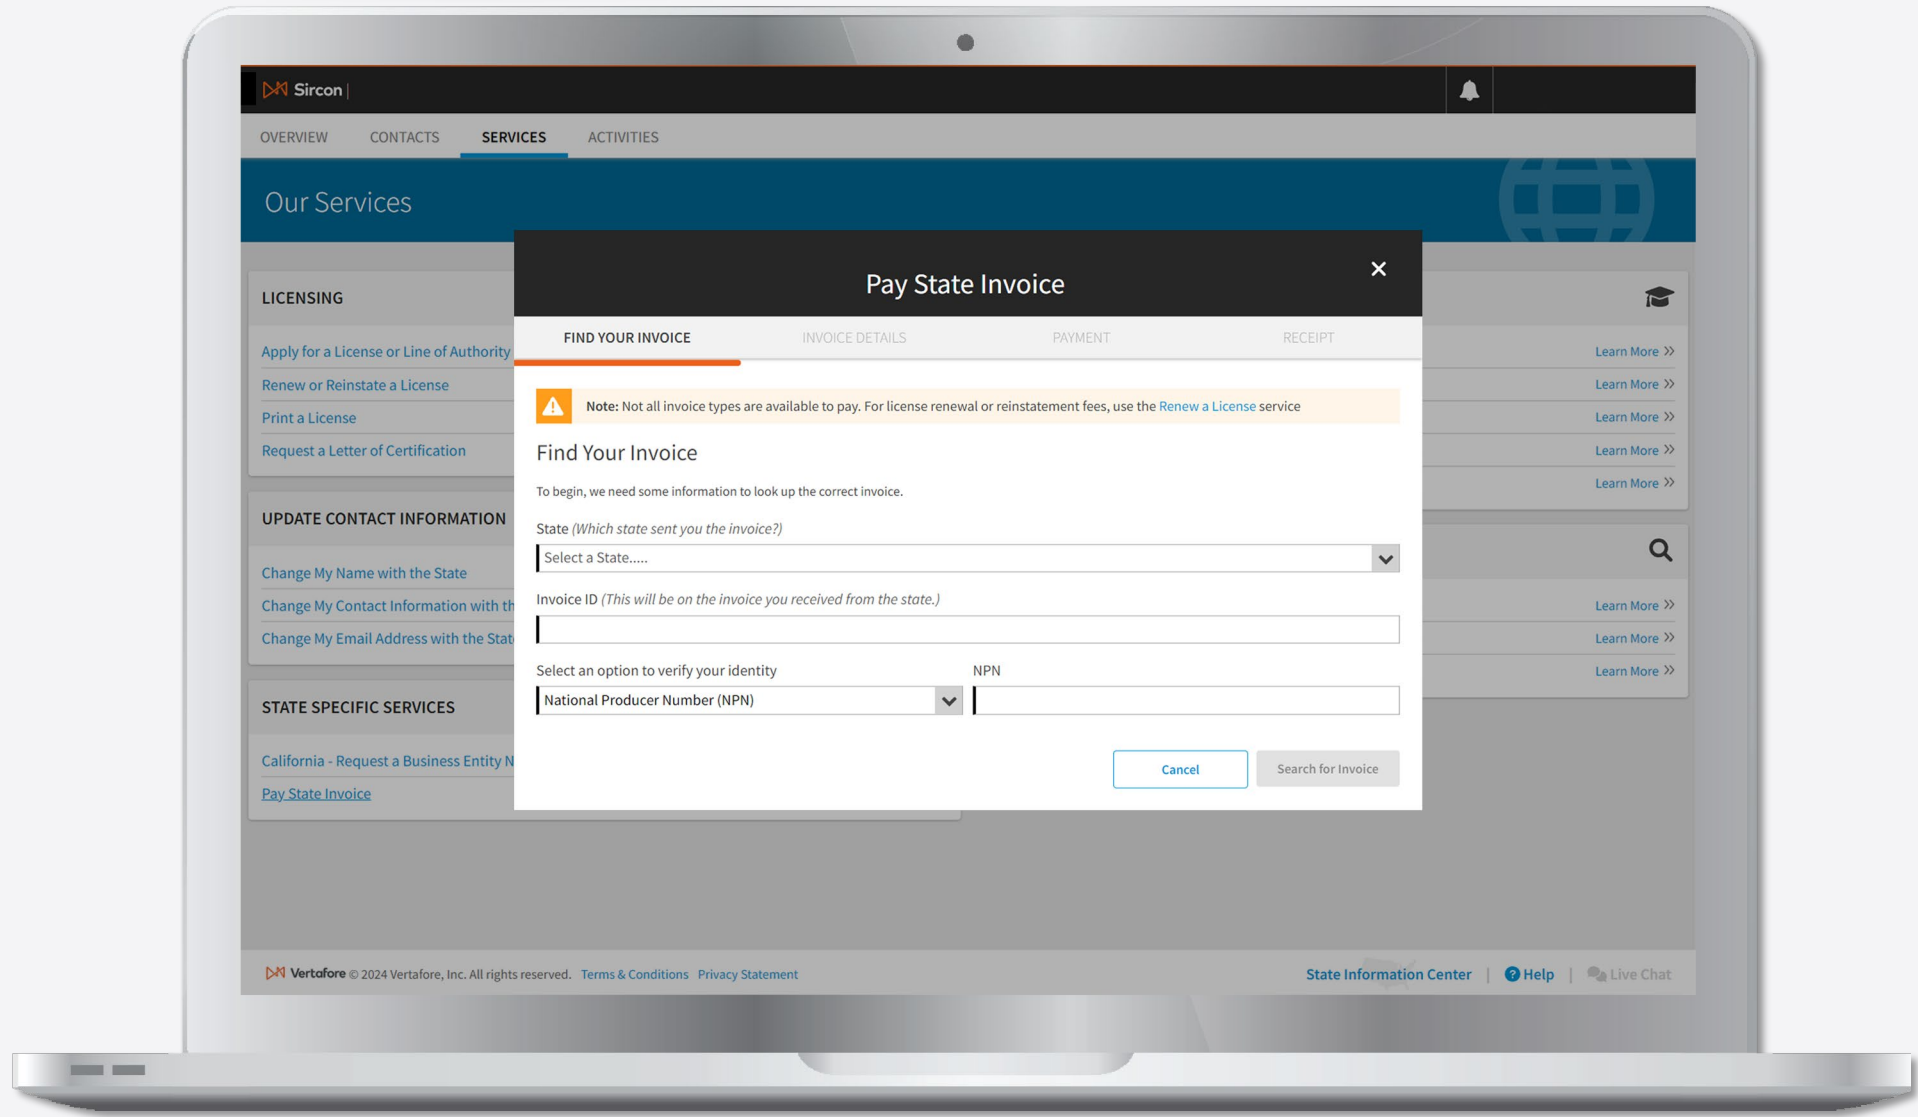 Sircon
OVERVIEW CONTACTS SERVICES ACTIVITIES
Our Services
LICENSING
Apply for a License or Line of Authority
Renew or Reinstate a License
Print a License
Request a Letter of Certification
UPDATE CONTACT INFORMATION
Change My Name with the State
Change My Contact Information with th
Change My Email Address with the Stat
STATE SPECIFIC SERVICES
California - Request a Business Entity N
Pay State Invoice
Pay State Invoice
FIND YOUR INVOICE INVOICE DETAILS PAYMENT RECEIPT
Note: Not all invoice types are available to pay. For license renewal or reinstatement fees, use the Renew a License service
Find Your Invoice
To begin, we need some information to look up the correct invoice.
State (Which state sent you the invoice?)
Select a State.....
Invoice ID (This will be on the invoice you received from the state.)
Select an option to verify your identity NPN
National Producer Number (NPN)
Cancel Search for Invoice
Learn More
Learn More
Learn More
Learn More
Learn More
Learn More
Learn More
Learn More
Vertafore © 2024 Vertafore, Inc. All rights reserved. Terms & Conditions Privacy Statement
State Information Center | Help | Live Chat